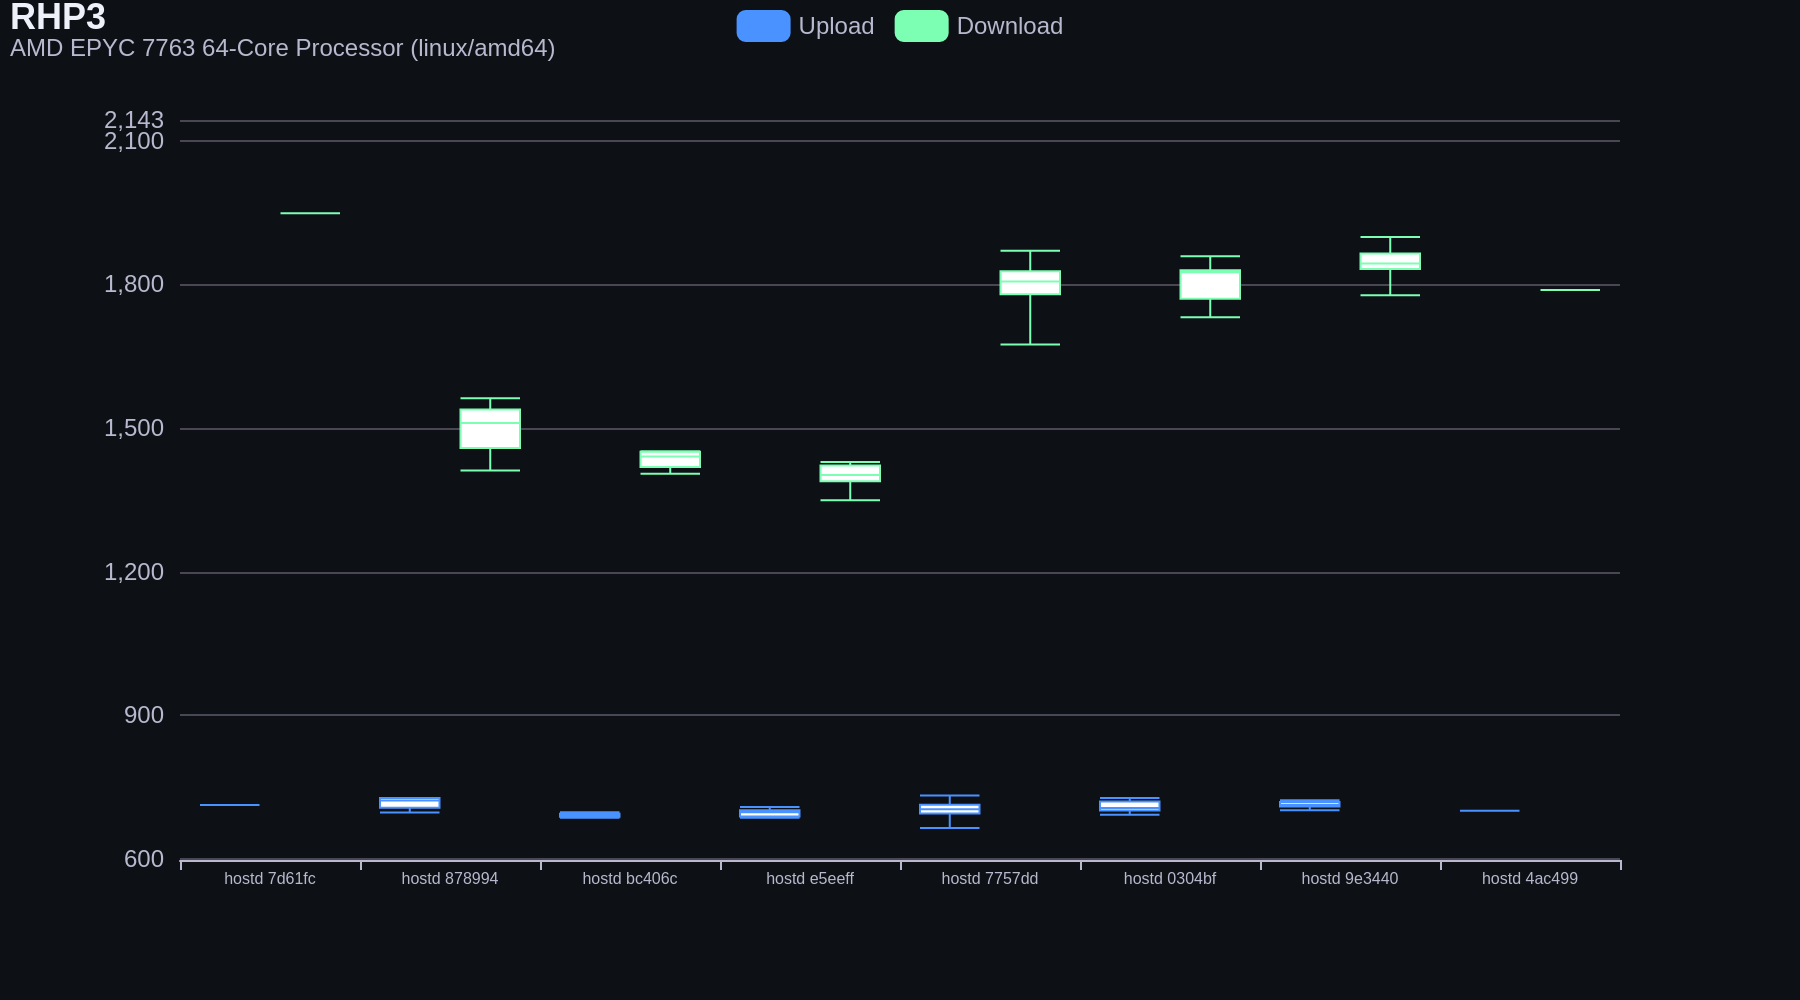 RHP3
AMD EPYC 7763 64-Core Processor (linux/amd64)
Upload
Download
2,143
2,100
1,800
1,500
1,200
900
600
hostd 7d61fc
hostd 878994
hostd bc406c
hostd e5eeff
hostd 7757dd
hostd 0304bf
hostd 9e3440
hostd 4ac499